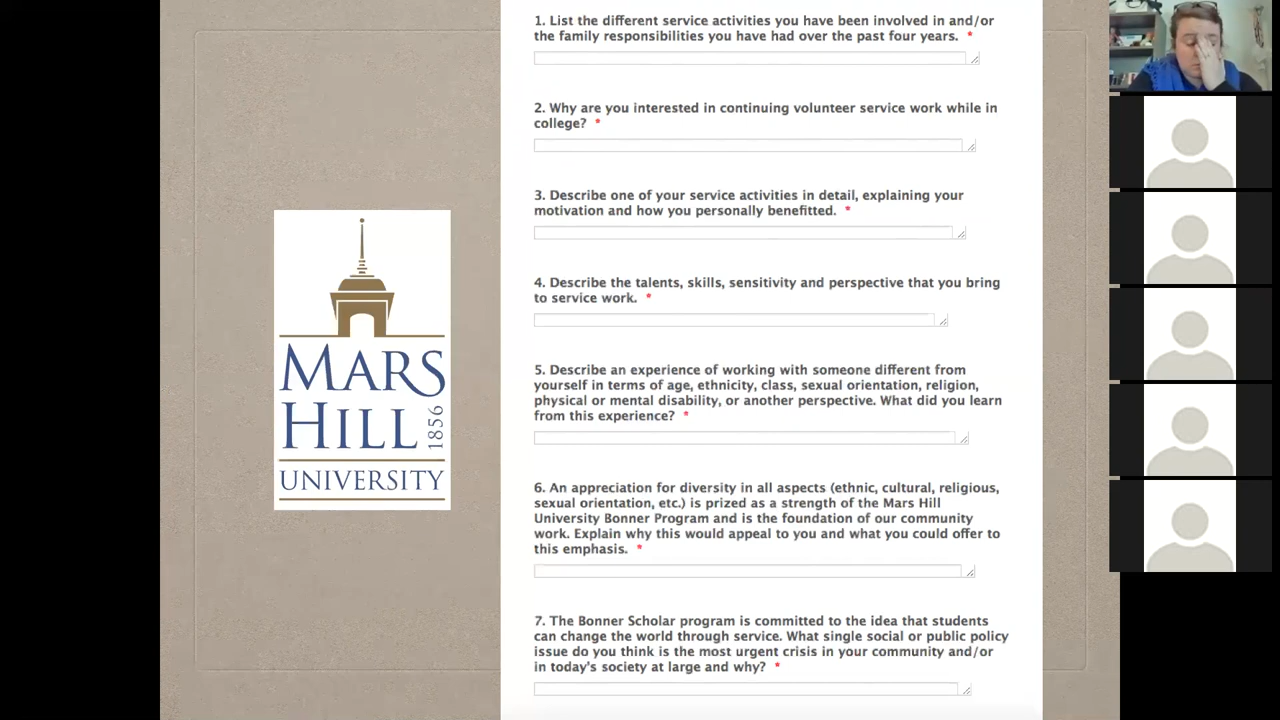 MARS
HILL
1856
UNIVERSITY
1. List the different service activities you have been involved in and/or
the family responsibilities you have had over the past four years. *
2. Why are you interested in continuing volunteer service work while in
college? *
3. Describe one of your service activities in detail, explaining your
motivation and how you personally benefitted. *
4. Describe the talents, skills, sensitivity and perspective that you bring
to service work. *
5. Describe an experience of working with someone different from
yourself in terms of age, ethnicity, class, sexual orientation, religion,
physical or mental disability, or another perspective. What did you learn
from this experience? *
6. An appreciation for diversity in all aspects (ethnic, cultural, religious,
sexual orientation, etc.) is prized as a strength of the Mars Hill
University Bonner Program and is the foundation of our community
work. Explain why this would appeal to you and what you could offer to
this emphasis. *
7. The Bonner Scholar program is committed to the idea that students
can change the world through service. What single social or public policy
issue do you think is the most urgent crisis in your community and/or
in today's society at large and why? *